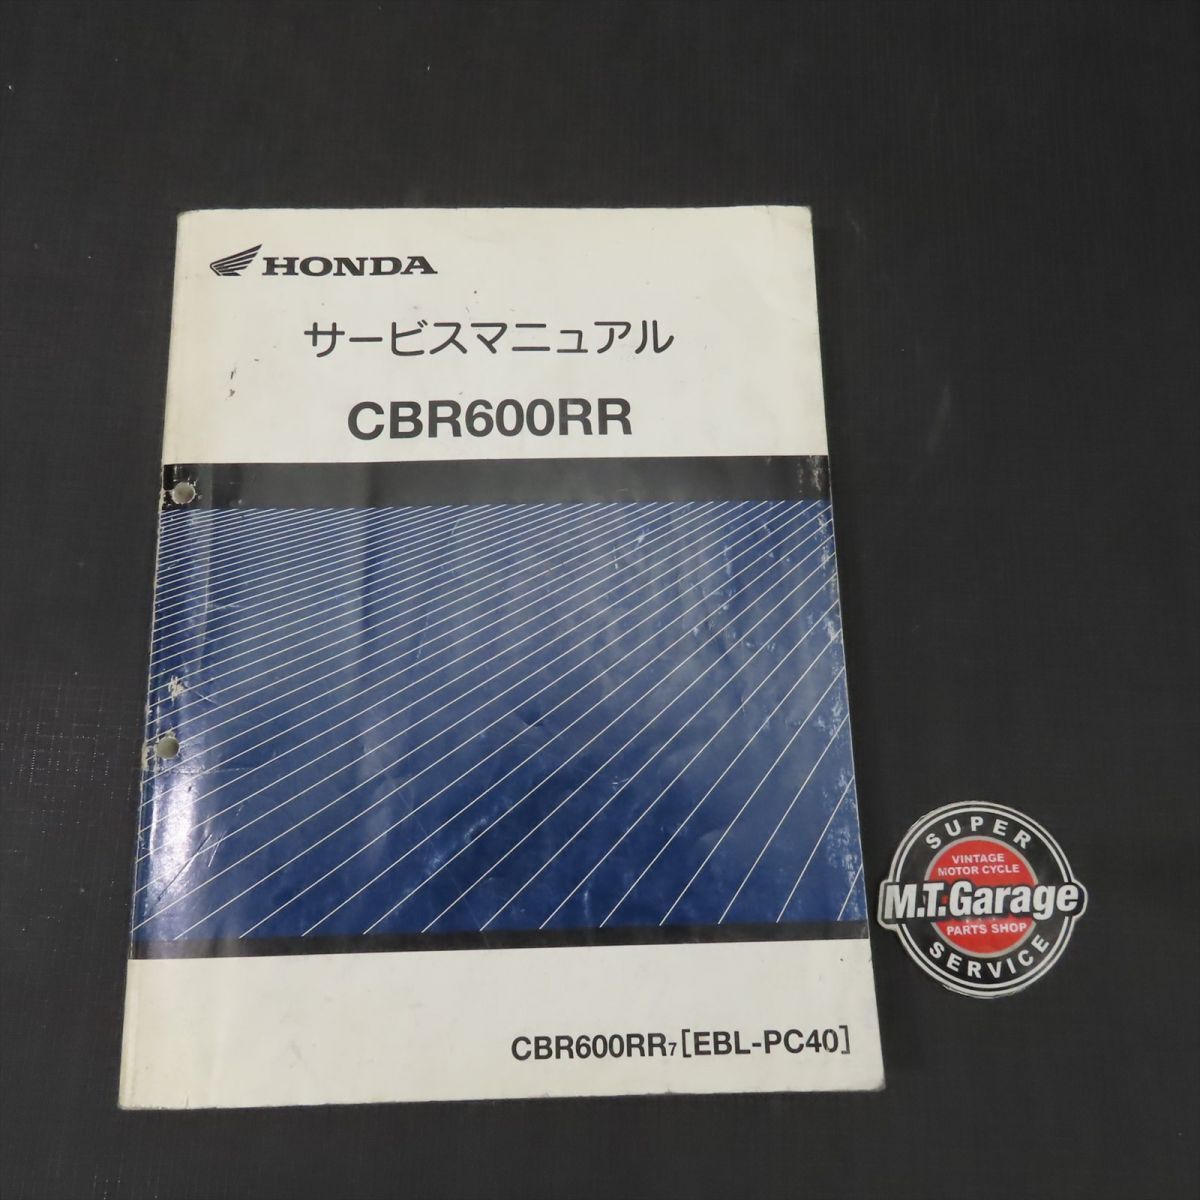 HONDA
サービスマニュアル
CBR600RR
CBR600RR7[EBL-PC40]
SUPER
VINTAGE
MOTOR CYCLE
M.T.Garage
PARTS SHOP
SERVICE